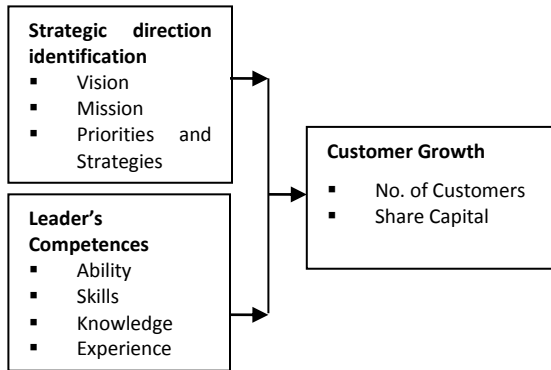 Strategic direction
identification
▪ Vision
▪ Mission
▪ Priorities and
Strategies
Leader's
Competences
▪ Ability
▪ Skills
▪ Knowledge
▪ Experience
Customer Growth
▪ No. of Customers
▪ Share Capital